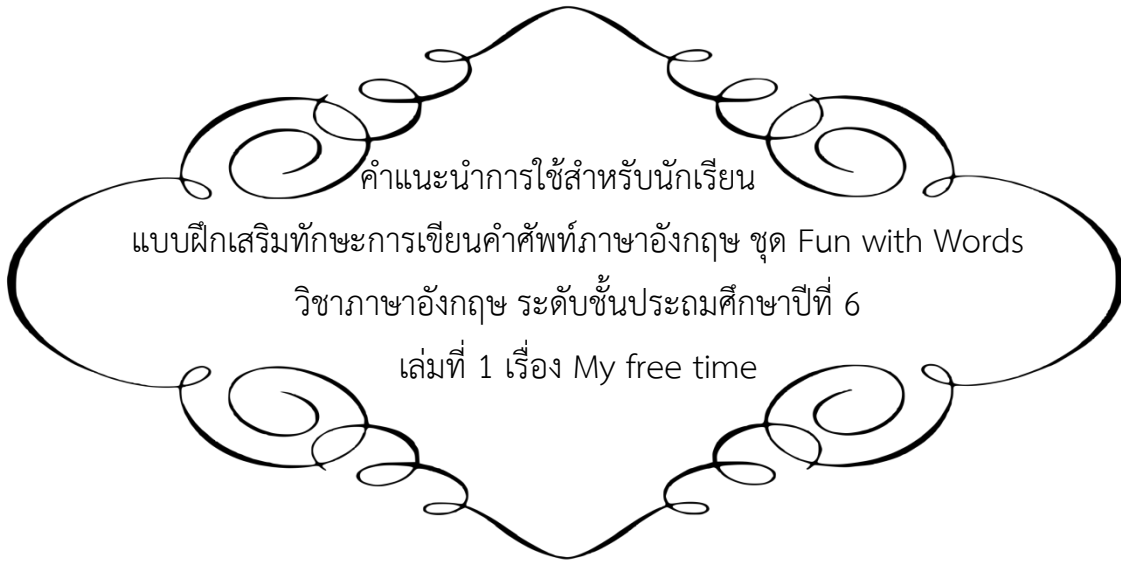 คำแนะนำการใช้สำหรับนักเรียน
แบบฝึกเสริมทักษะการเขียนคำศัพท์ภาษาอังกฤษ ชุด Fun with Words
วิชาภาษาอังกฤษ ระดับชั้นประถมศึกษาปีที่ 6
เล่มที่ 1 เรื่อง My free time